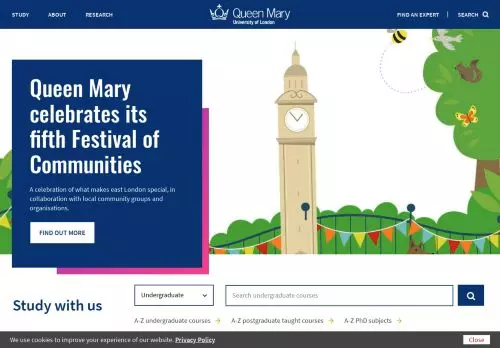 STUDY ABOUT RESEARCH Queen Mary FIND AN EXPERT SEARCH
University of London
Queen Mary
celebrates its
fifth Festival of
Communities
A celebration of what makes east London special, in
collaboration with local community groups and
organisations.
FIND OUT MORE
Study with us
Undergraduate
Search undergraduate courses
A-Z undergraduate courses A-Z postgraduate taught courses A-Z PhD subjects
We use cookies to improve your experience of our website. Privacy Policy Close